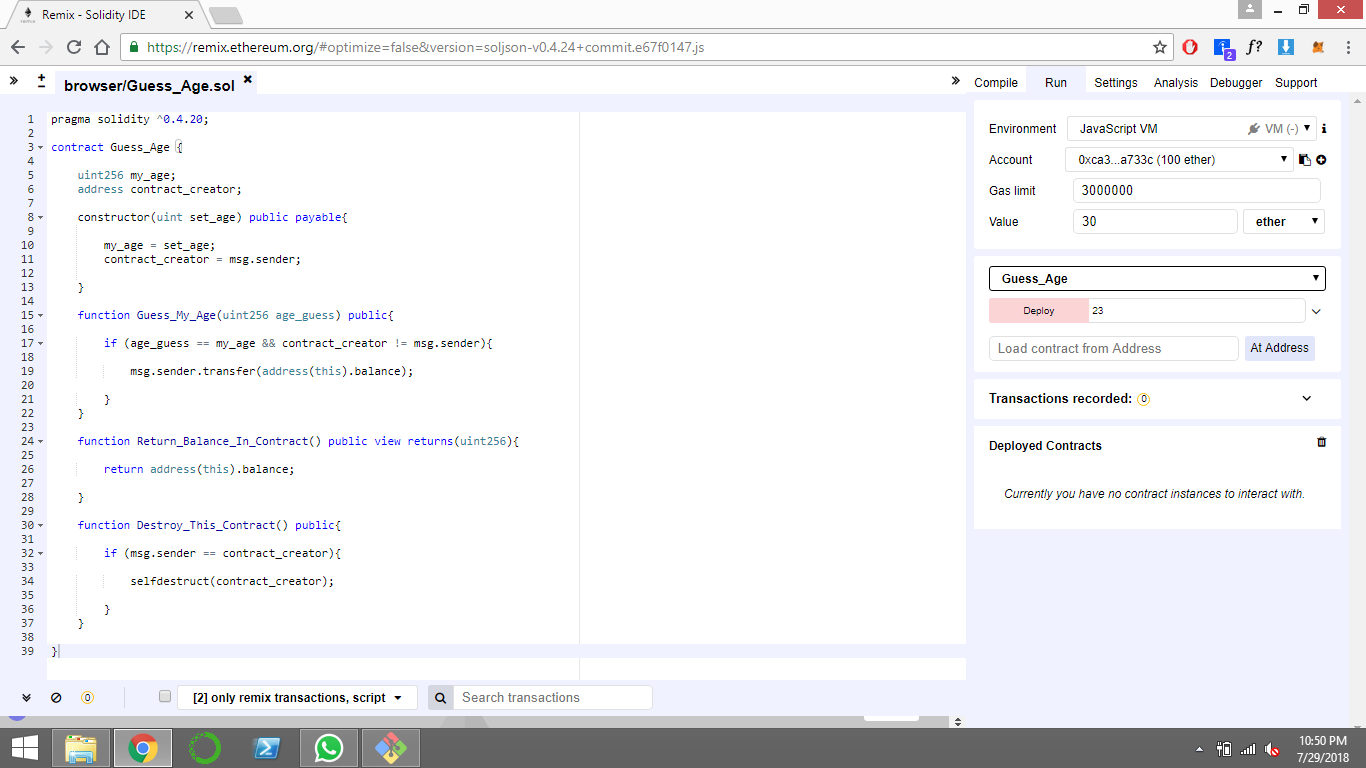 Remix - Solidity IDE
https://remix.ethereum.org/#optimize=false&version=soljson-v0.4.24+commit.e67f0147.js
2
f?
browser/Guess_Age.sol
Compile Run Settings Analysis Debugger Support
1 pragma solidity ^0.4.20;
2
3 contract Guess_Age {
4
5 uint256 my_age;
6 address contract_creator;
7
8 constructor(uint set_age) public payable{
9
10 my_age = set_age;
11 contract_creator = msg.sender;
12
13 }
14
15 function Guess_My_Age(uint256 age_guess) public{
16
17 if (age_guess == my_age && contract_creator != msg.sender){
18
19 msg.sender.transfer(address(this).balance);
20
21 }
22 }
23
24 function Return_Balance_In_Contract() public view returns(uint256){
25
26 return address(this).balance;
27
28 }
29
30 function Destroy_This_Contract() public{
31
32 if (msg.sender == contract_creator){
33
34 selfdestruct(contract_creator);
35
36 }
37 }
38
39 }
Environment JavaScript VM VM (-)
Account 0xca3...a733c (100 ether)
Gas limit 3000000
Value 30 ether
Guess_Age
Deploy 23
Load contract from Address At Address
Transactions recorded: 0
Deployed Contracts
Currently you have no contract instances to interact with.
0 [2] only remix transactions, script Search transactions
10:50 PM
7/29/2018